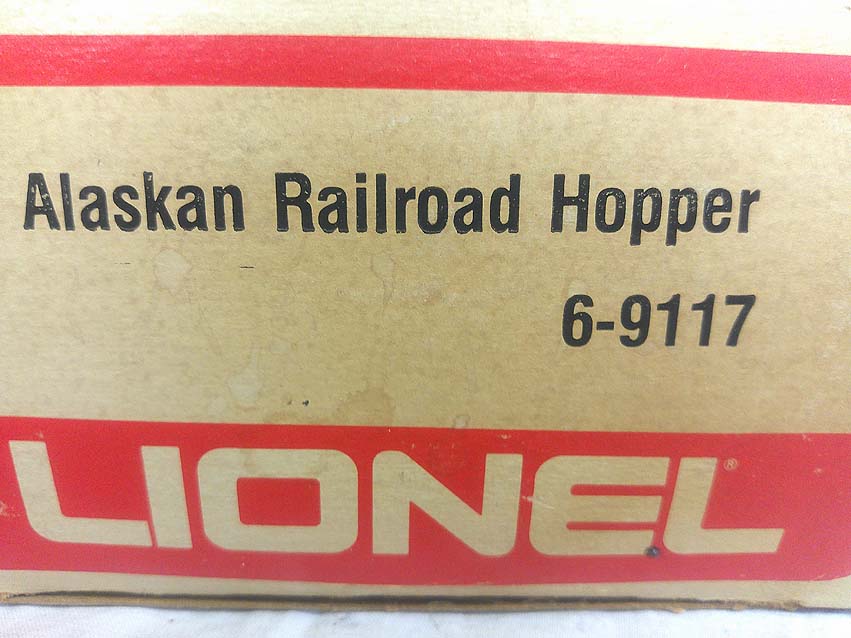 Alaskan Railroad Hopper
6-9117
LIONEL®